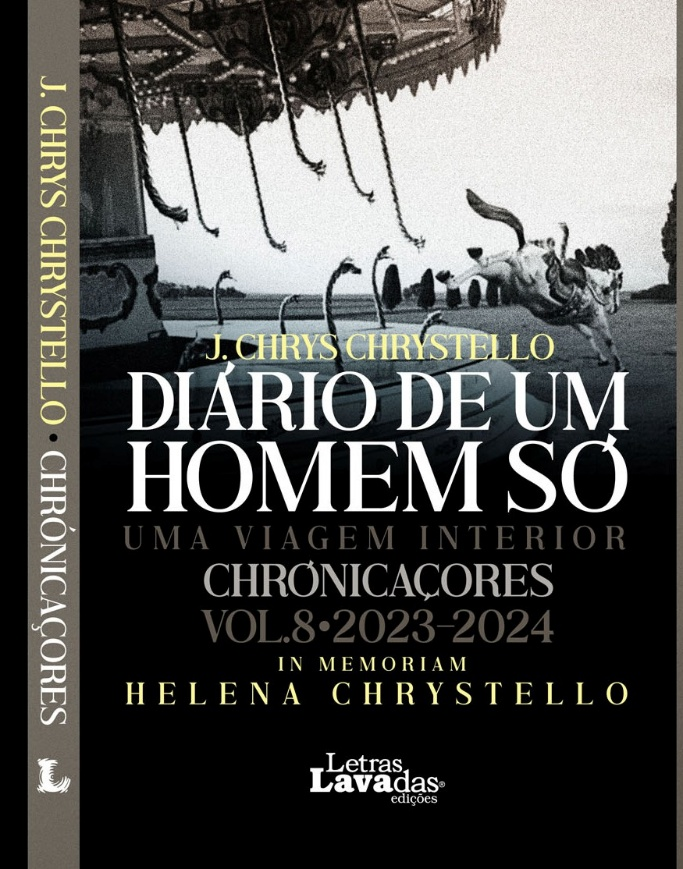 J. CHRYS CHRYSTELLO • CHRÓNICAÇORES
J. CHRYS CHRYSTELLO
DIÁRIO DE UM
HOMEM SÓ
UMA VIAGEM INTERIOR
CHRÓNICAÇORES
VOL.8•2023-2024
IN MEMORIAM
HELENA CHRYSTELLO
Letras
Lavadas®
edições